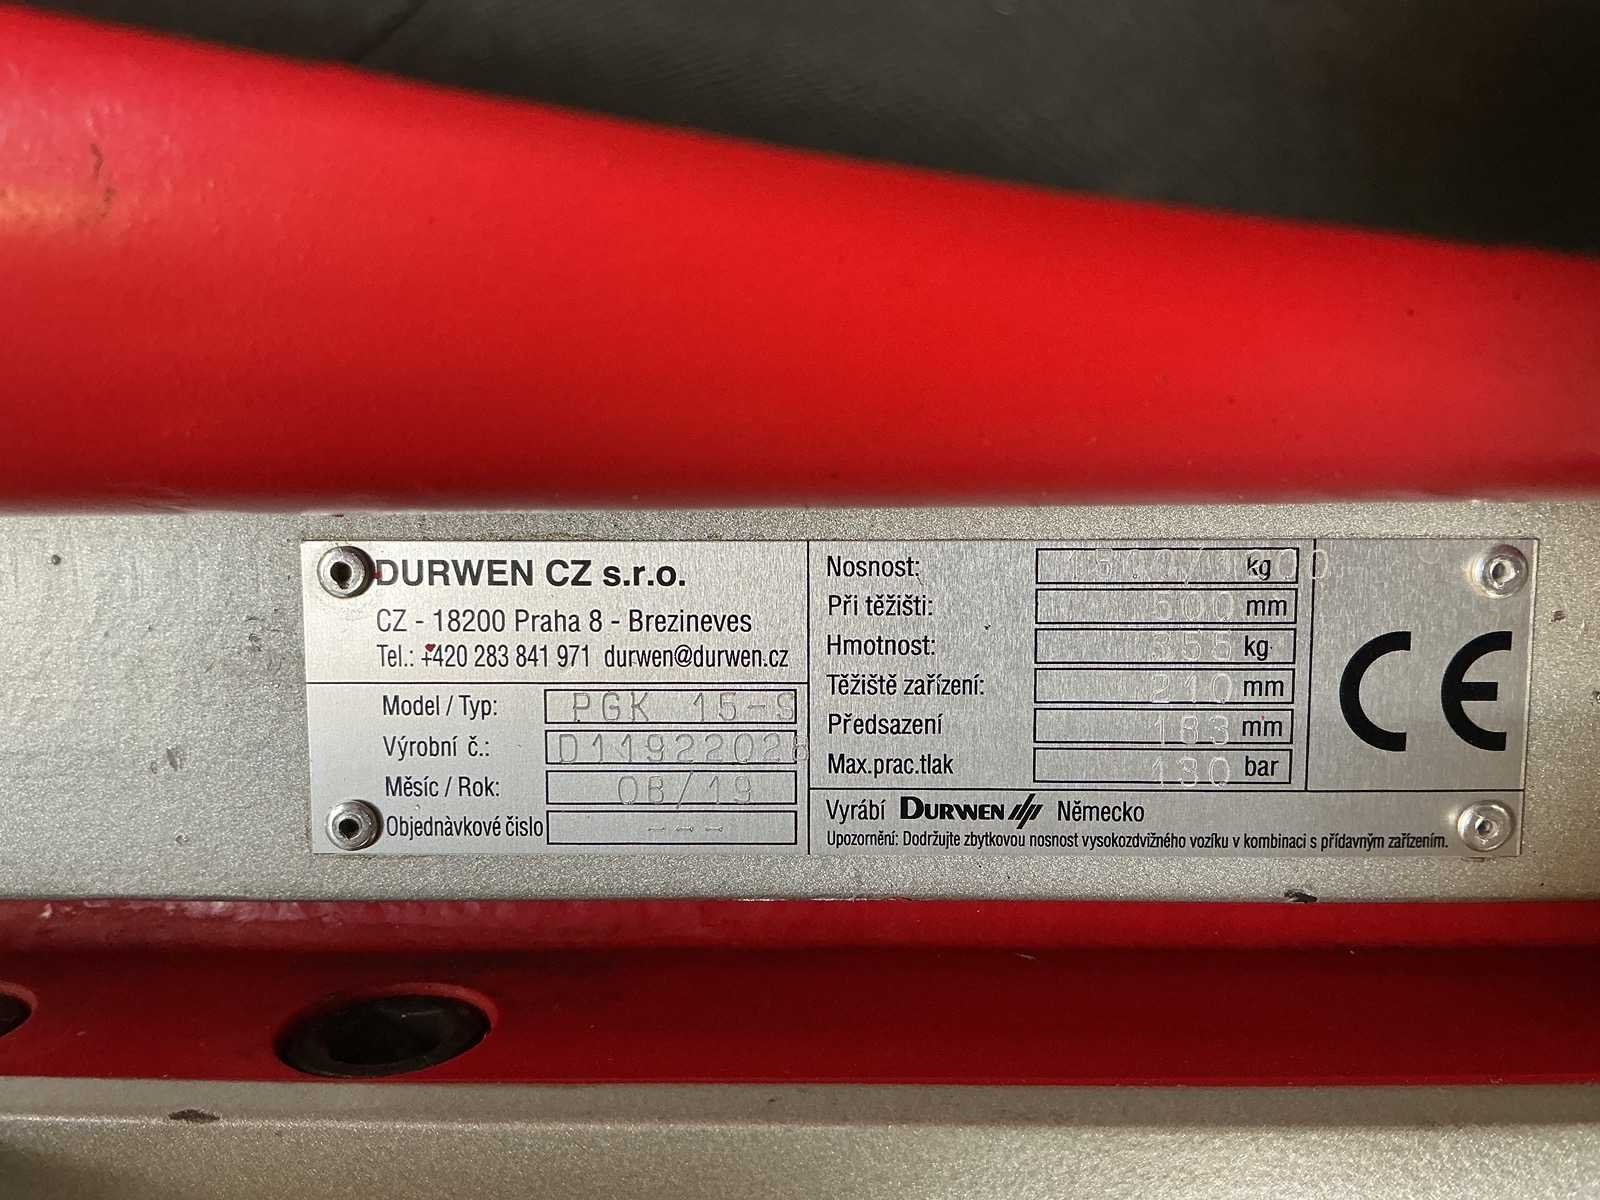 DURWEN CZ s.r.o.
CZ - 18200 Praha 8 - Brezineves
Tel.: +420 283 841 971 durwen@durwen.cz
Model / Typ: PGK 15-S
Výrobní č.:
Měsíc / Rok: 08/19
Objednàvkové čislo ---
Nosnost: kg
Při těžišti: 500 mm
Hmotnost: 355 kg
Těžiště zařízení: 210 mm
Předsazení 183 mm
Max.prac.tlak 130 bar
CE
Vyrábí DURWEN Německo
Upozornění: Dodržujte zbytkovou nosnost vysokozdvižného vozíku v kombinaci s přídavným zařízením.